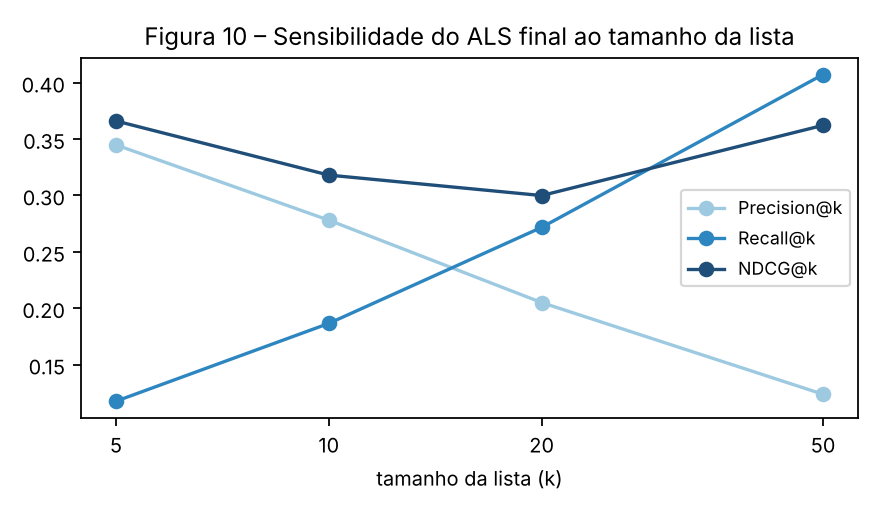 Figura 10 – Sensibilidade do ALS final ao tamanho da lista
0.40
0.35
0.30
0.25
0.20
0.15
Precision@k
Recall@k
NDCG@k
5 10 20 50
tamanho da lista (k)